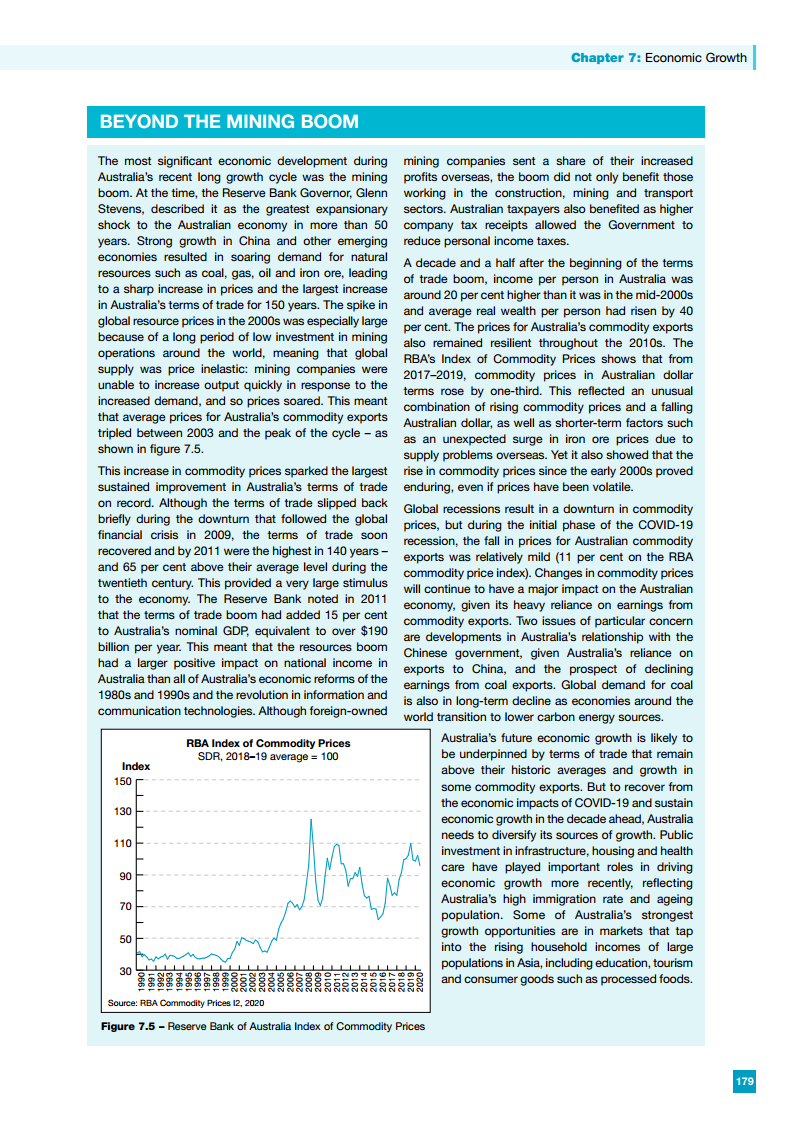 Chapter 7: Economic Growth
BEYOND THE MINING BOOM
The most significant economic development during
Australia's recent long growth cycle was the mining
boom. At the time, the Reserve Bank Governor, Glenn
Stevens, described it as the greatest expansionary
shock to the Australian economy in more than 50
years. Strong growth in China and other emerging
economies resulted in soaring demand for natural
resources such as coal, gas, oil and iron ore, leading
to a sharp increase in prices and the largest increase
in Australia's terms of trade for 150 years. The spike in
global resource prices in the 2000s was especially large
because of a long period of low investment in mining
operations around the world, meaning that global
supply was price inelastic: mining companies were
unable to increase output quickly in response to the
increased demand, and so prices soared. This meant
that average prices for Australia's commodity exports
tripled between 2003 and the peak of the cycle – as
shown in figure 7.5.
This increase in commodity prices sparked the largest
sustained improvement in Australia's terms of trade
on record. Although the terms of trade slipped back
briefly during the downturn that followed the global
financial crisis in 2009, the terms of trade soon
recovered and by 2011 were the highest in 140 years –
and 65 per cent above their average level during the
twentieth century. This provided a very large stimulus
to the economy. The Reserve Bank noted in 2011
that the terms of trade boom had added 15 per cent
to Australia's nominal GDP, equivalent to over $190
billion per year. This meant that the resources boom
had a larger positive impact on national income in
Australia than all of Australia's economic reforms of the
1980s and 1990s and the revolution in information and
communication technologies. Although foreign-owned
mining companies sent a share of their increased
profits overseas, the boom did not only benefit those
working in the construction, mining and transport
sectors. Australian taxpayers also benefited as higher
company tax receipts allowed the Government to
reduce personal income taxes.
A decade and a half after the beginning of the terms
of trade boom, income per person in Australia was
around 20 per cent higher than it was in the mid-2000s
and average real wealth per person had risen by 40
per cent. The prices for Australia's commodity exports
also remained resilient throughout the 2010s. The
RBA's Index of Commodity Prices shows that from
2017–2019, commodity prices in Australian dollar
terms rose by one-third. This reflected an unusual
combination of rising commodity prices and a falling
Australian dollar, as well as shorter-term factors such
as an unexpected surge in iron ore prices due to
supply problems overseas. Yet it also showed that the
rise in commodity prices since the early 2000s proved
enduring, even if prices have been volatile.
Global recessions result in a downturn in commodity
prices, but during the initial phase of the COVID-19
recession, the fall in prices for Australian commodity
exports was relatively mild (11 per cent on the RBA
commodity price index). Changes in commodity prices
will continue to have a major impact on the Australian
economy, given its heavy reliance on earnings from
commodity exports. Two issues of particular concern
are developments in Australia's relationship with the
Chinese government, given Australia's reliance on
exports to China, and the prospect of declining
earnings from coal exports. Global demand for coal
is also in long-term decline as economies around the
world transition to lower carbon energy sources.
Australia's future economic growth is likely to
be underpinned by terms of trade that remain
above their historic averages and growth in
some commodity exports. But to recover from
the economic impacts of COVID-19 and sustain
economic growth in the decade ahead, Australia
needs to diversify its sources of growth. Public
investment in infrastructure, housing and health
care have played important roles in driving
economic growth more recently, reflecting
Australia's high immigration rate and ageing
population. Some of Australia's strongest
growth opportunities are in markets that tap
into the rising household incomes of large
populations in Asia, including education, tourism
and consumer goods such as processed foods.
RBA Index of Commodity Prices
SDR, 2018–19 average = 100
Index
150
130
110
90
70
50
30
1990 1991 1992 1993 1994 1995 1996 1997 1998 1999 2000 2001 2002 2003 2004 2005 2006 2007 2008 2009 2010 2011 2012 2013 2014 2015 2016 2017 2018 2019 2020
Source: RBA Commodity Prices I2, 2020
Figure 7.5 – Reserve Bank of Australia Index of Commodity Prices
179